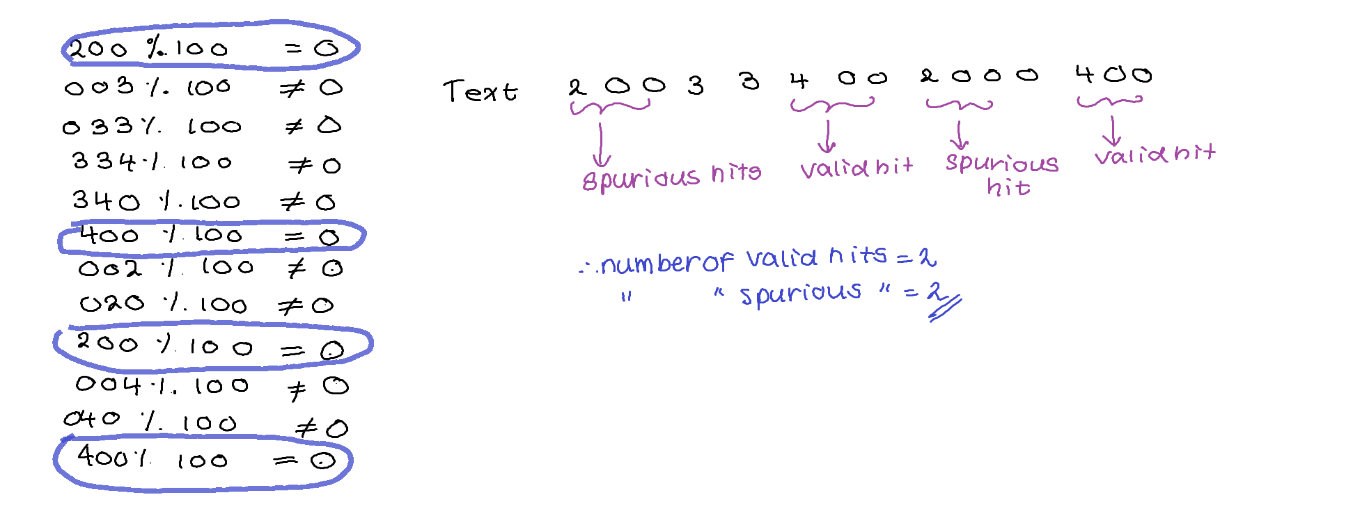 200 % 100 = 0
003 % 100 ≠ 0
033 % 100 ≠ 0
334 % 100 ≠ 0
340 % 100 ≠ 0
400 % 100 = 0
002 % 100 ≠ 0
020 % 100 ≠ 0
200 % 100 = 0
004 % 100 ≠ 0
040 % 100 ≠ 0
400 % 100 = 0
Text 2 0 0 3 3 4 0 0 2 0 0 0 4 0 0
spurious hits valid hit spurious hit valid hit
∴ number of valid hits = 2
" " spurious " = 2